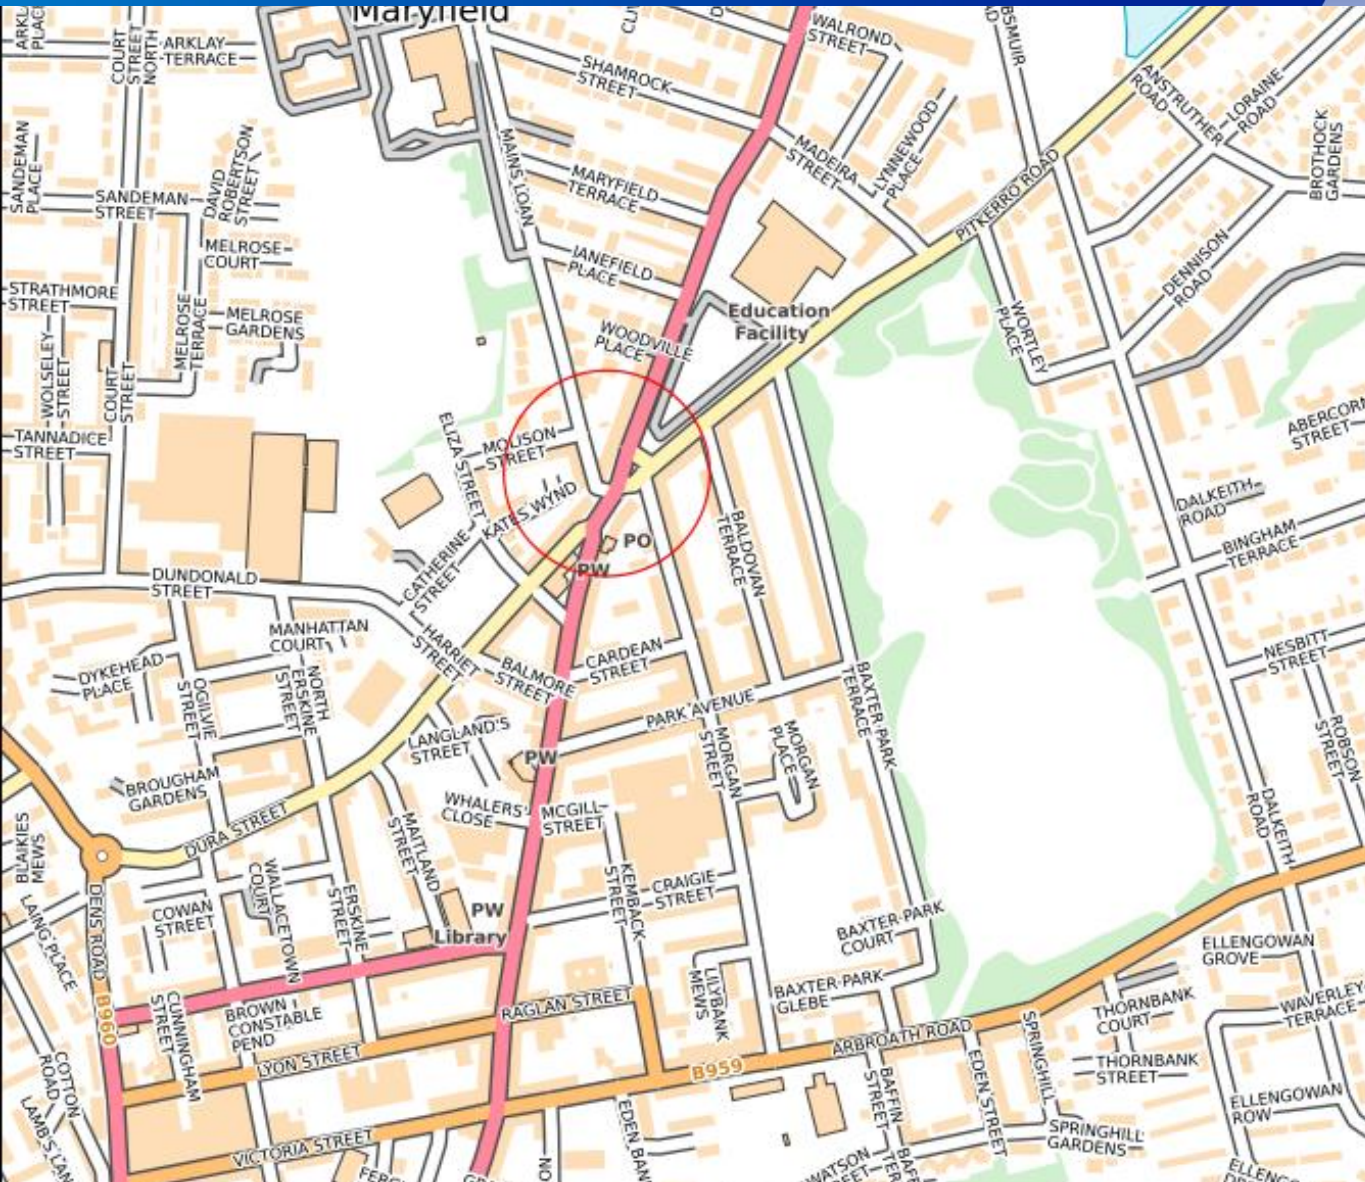 Maryfield
WALROND
STREET
ARKLAY
TERRACE
COURT
STREET
NORTH
SHAMROCK
STREET
ANSTRUTHER
ROAD
LORAINE
ROAD
BROTHOCK
GARDENS
SANDEMAN
PLACE
SANDEMAN
STREET
DAVID
ROBERTSON
STREET
MAINS LOAN
MADEIRA
STREET
LYNNEWOOD
PLACE
MARYFIELD
TERRACE
PITKERRO ROAD
MELROSE
COURT
JANEFIELD
PLACE
DENNISON
ROAD
STRATHMORE
STREET
MELROSE
GARDENS
MELROSE
TERRACE
Education
Facility
WOODVILLE
PLACE
WORTLEY
PLACE
WOLSELEY
STREET
COURT
STREET
TANNADICE
STREET
ELIZA STREET
MOLISON
STREET
ABERCORN
STREET
KATES WYND
DALKEITH
ROAD
BINGHAM
TERRACE
PO
PW
BALDOVAN
TERRACE
CATHERINE
STREET
DUNDONALD
STREET
MANHATTAN
COURT
HARRIET
STREET
BALMORE
STREET
CARDEAN
STREET
NESBITT
STREET
DYKEHEAD
PLACE
OGILVIE
STREET
NORTH
ERSKINE
STREET
BAXTER PARK
TERRACE
PARK AVENUE
LANGLAND'S
STREET
MORGAN
STREET
MORGAN
PLACE
ROBSON
STREET
PW
BROUGHAM
GARDENS
WHALERS'
CLOSE
MCGILL
STREET
DURA STREET
MAITLAND
STREET
DALKEITH
ROAD
BLAIKIES
MEWS
LAING PLACE
DENS ROAD
WALLACETOWN
COURT
COWAN
STREET
ERSKINE
STREET
KEMBACK
STREET
CRAIGIE
STREET
PW
Library
BAXTER PARK
COURT
ELLENGOWAN
GROVE
B960
CUNNINGHAM
STREET
BROWN
CONSTABLE
PEND
RAGLAN STREET
LILYBANK
MEWS
BAXTER PARK
GLEBE
THORNBANK
COURT
WAVERLEY
TERRACE
ARBROATH ROAD
LYON STREET
B959
COTTON
ROAD
EDEN STREET
SPRINGHILL
THORNBANK
STREET
BAFFIN
STREET
ELLENGOWAN
ROW
VICTORIA STREET
SPRINGHILL
GARDENS